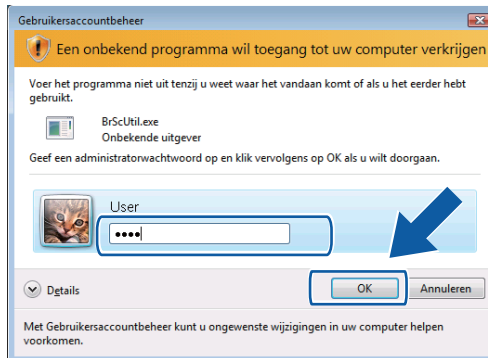 Gebruikersaccountbeheer
Een onbekend programma wil toegang tot uw computer verkrijgen
Voer het programma niet uit tenzij u weet waar het vandaan komt of als u het eerder hebt
gebruikt.
BrScUtil.exe
Onbekende uitgever
Geef een administratorwachtwoord op en klik vervolgens op OK als u wilt doorgaan.
User
••••
Details
OK
Annuleren
Met Gebruikersaccountbeheer kunt u ongewenste wijzigingen in uw computer helpen
voorkomen.